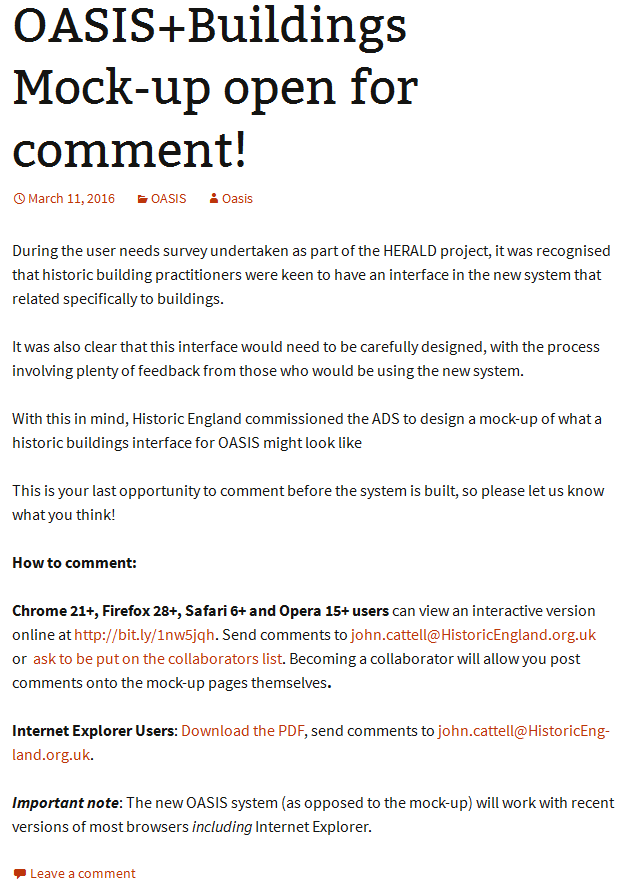 OASIS+Buildings
Mock-up open for
comment!
March 11, 2016 OASIS Oasis
During the user needs survey undertaken as part of the HERALD project, it was recognised
that historic building practitioners were keen to have an interface in the new system that
related specifically to buildings.
It was also clear that this interface would need to be carefully designed, with the process
involving plenty of feedback from those who would be using the new system.
With this in mind, Historic England commissioned the ADS to design a mock-up of what a
historic buildings interface for OASIS might look like
This is your last opportunity to comment before the system is built, so please let us know
what you think!
How to comment:
Chrome 21+, Firefox 28+, Safari 6+ and Opera 15+ users can view an interactive version
online at http://bit.ly/1nw5jqh. Send comments to john.cattell@HistoricEngland.org.uk
or ask to be put on the collaborators list. Becoming a collaborator will allow you post
comments onto the mock-up pages themselves.
Internet Explorer Users: Download the PDF, send comments to john.cattell@HistoricEng-
land.org.uk.
Important note: The new OASIS system (as opposed to the mock-up) will work with recent
versions of most browsers including Internet Explorer.
Leave a comment